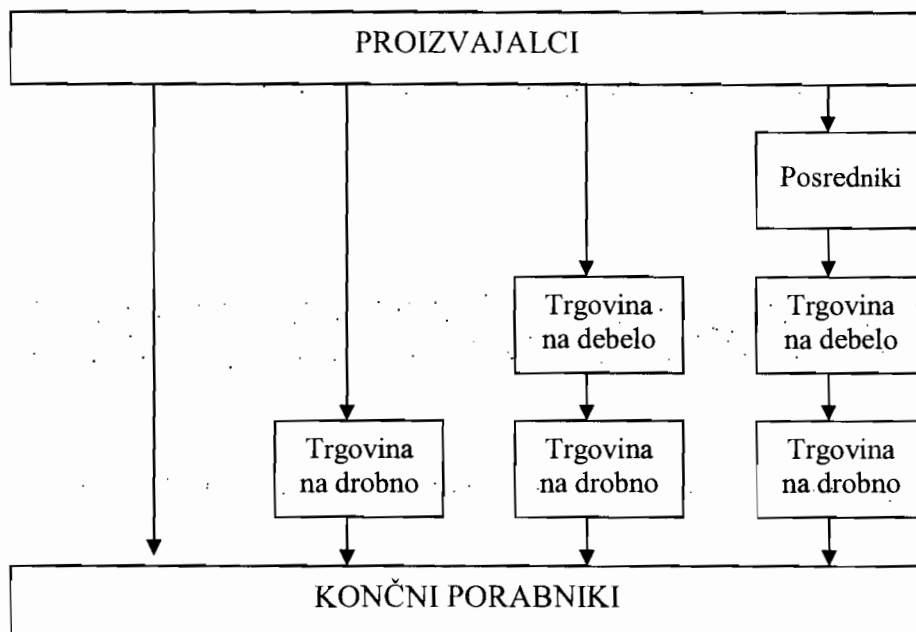 PROIZVAJALCI
Posredniki
Trgovina
na debelo
Trgovina
na debelo
Trgovina
na drobno
Trgovina
na drobno
Trgovina
na drobno
KONČNI PORABNIKI